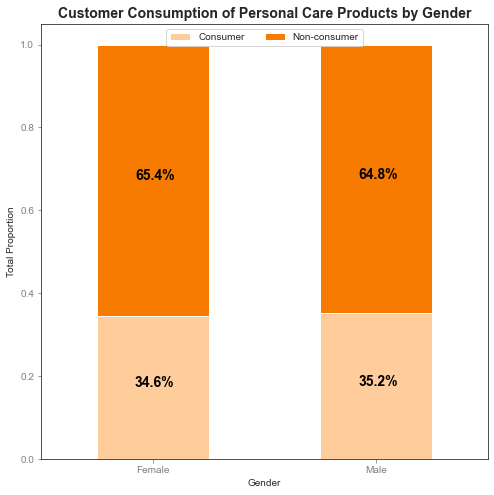 Customer Consumption of Personal Care Products by Gender
Consumer Non-consumer
1.0
0.8
0.6
0.4
0.2
0.0
Total Proportion
65.4% 64.8%
34.6% 35.2%
Female Male
Gender